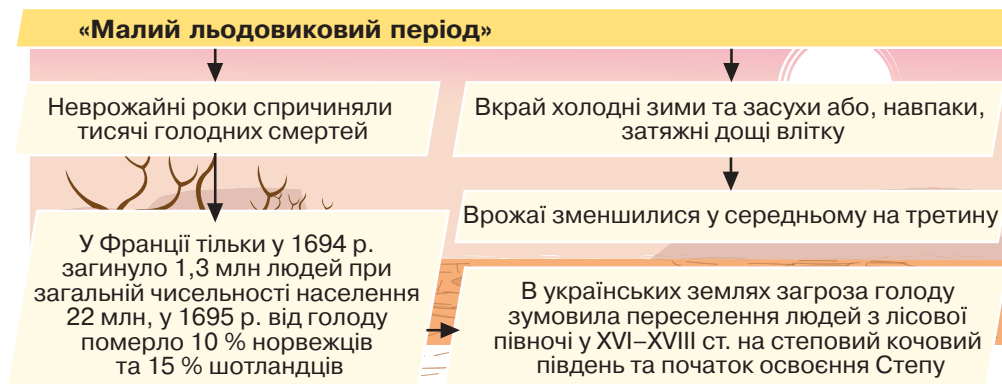 «Малий льодовиковий період»
Неврожайні роки спричиняли
тисячі голодних смертей
Вкрай холодні зими та засухи або, навпаки,
затяжні дощі влітку
Врожаї зменшилися у середньому на третину
У Франції тільки у 1694 р.
загинуло 1,3 млн людей при
загальній чисельності населення
22 млн, у 1695 р. від голоду
померло 10 % норвежців
та 15 % шотландців
В українських землях загроза голоду
зумовила переселення людей з лісової
півночі у XVI–XVIII ст. на степовий кочовий
південь та початок освоєння Степу